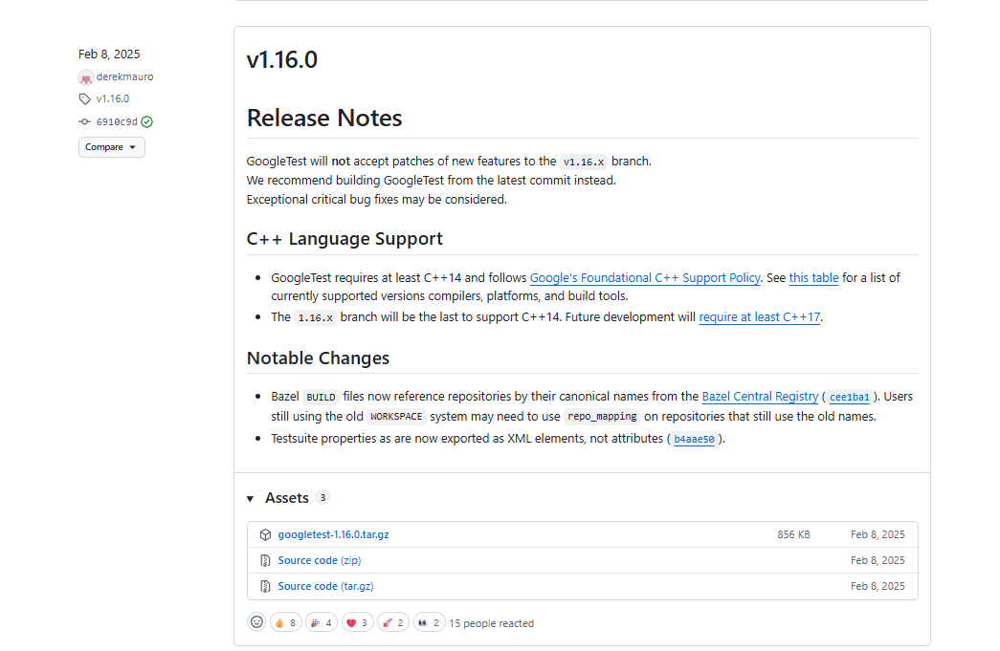 Feb 8, 2025
derekmauro
v1.16.0
6910c9d
Compare
v1.16.0
Release Notes
GoogleTest will not accept patches of new features to the v1.16.x branch.
We recommend building GoogleTest from the latest commit instead.
Exceptional critical bug fixes may be considered.
C++ Language Support
GoogleTest requires at least C++14 and follows Google's Foundational C++ Support Policy. See this table for a list of
currently supported versions compilers, platforms, and build tools.
The 1.16.x branch will be the last to support C++14. Future development will require at least C++17.
Notable Changes
Bazel BUILD files now reference repositories by their canonical names from the Bazel Central Registry ( cee1ba1 ). Users
still using the old WORKSPACE system may need to use repo_mapping on repositories that still use the old names.
Testsuite properties as are now exported as XML elements, not attributes ( b4aae50 ).
Assets 3
googletest-1.16.0.tar.gz 856 KB Feb 8, 2025
Source code (zip) Feb 8, 2025
Source code (tar.gz) Feb 8, 2025
8 4 3 2 2 15 people reacted